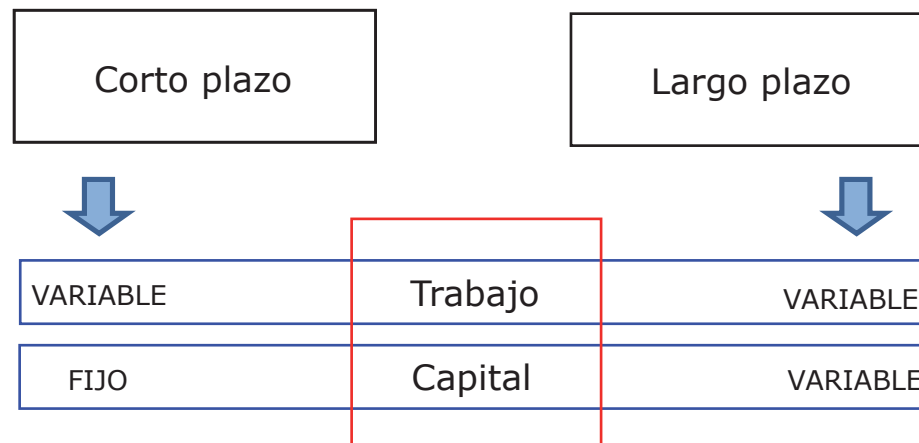 Corto plazo
Largo plazo
VARIABLE Trabajo VARIABLE
FIJO Capital VARIABLE